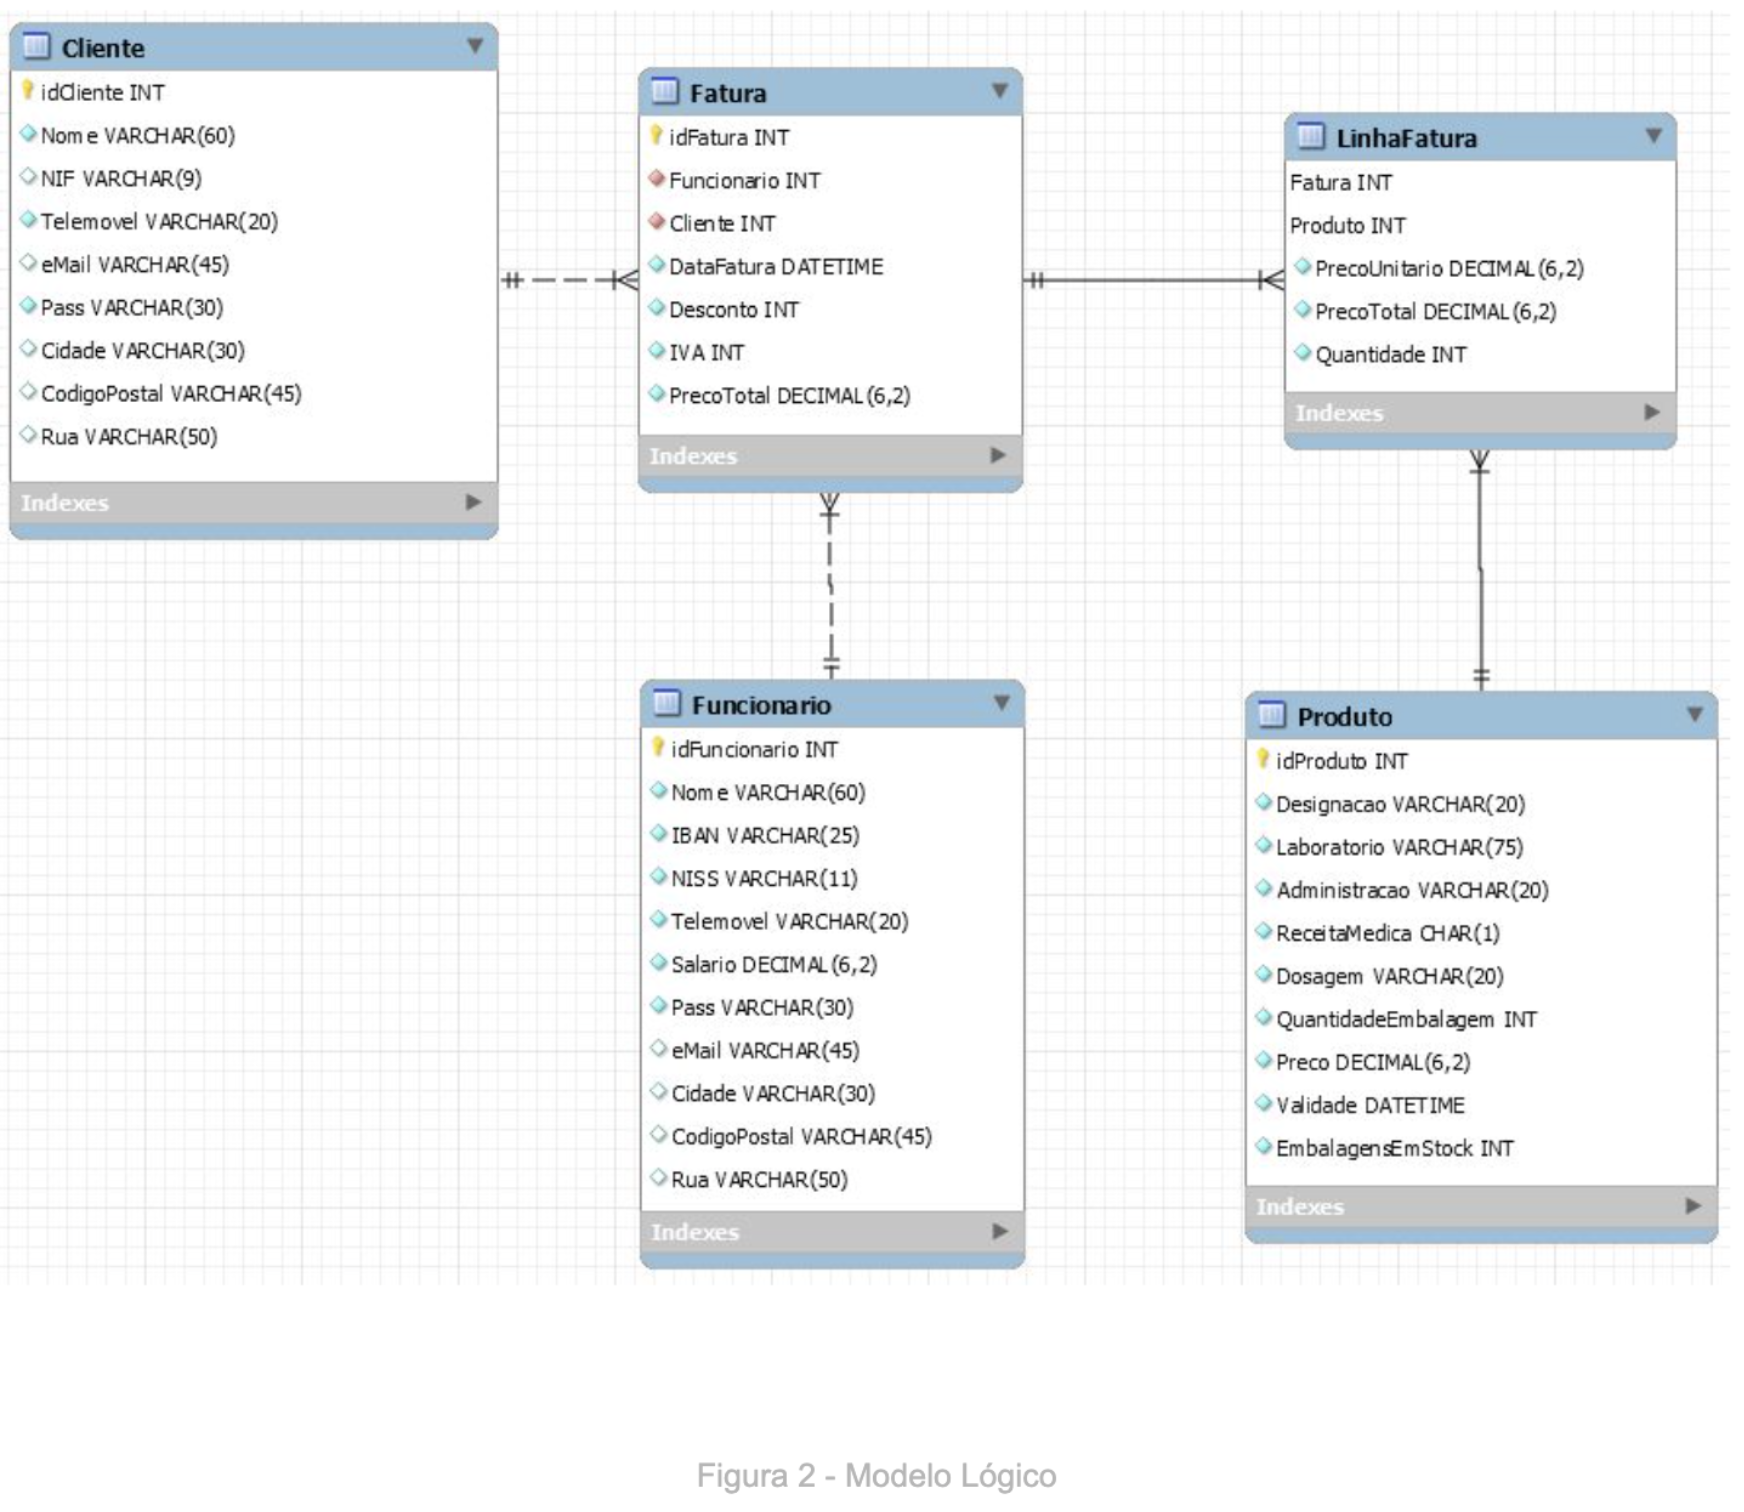 Cliente
idCliente INT
Nome VARCHAR(60)
NIF VARCHAR(9)
Telemovel VARCHAR(20)
eMail VARCHAR(45)
Pass VARCHAR(30)
Cidade VARCHAR(30)
CodigoPostal VARCHAR(45)
Rua VARCHAR(50)
Indexes
Fatura
idFatura INT
Funcionario INT
Cliente INT
DataFatura DATETIME
Desconto INT
IVA INT
PrecoTotal DECIMAL(6,2)
Indexes
LinhaFatura
Fatura INT
Produto INT
PrecoUnitario DECIMAL(6,2)
PrecoTotal DECIMAL(6,2)
Quantidade INT
Indexes
Funcionario
idFuncionario INT
Nome VARCHAR(60)
IBAN VARCHAR(25)
NISS VARCHAR(11)
Telemovel VARCHAR(20)
Salario DECIMAL(6,2)
Pass VARCHAR(30)
eMail VARCHAR(45)
Cidade VARCHAR(30)
CodigoPostal VARCHAR(45)
Rua VARCHAR(50)
Indexes
Produto
idProduto INT
Designacao VARCHAR(20)
Laboratorio VARCHAR(75)
Administracao VARCHAR(20)
ReceitaMedica CHAR(1)
Dosagem VARCHAR(20)
QuantidadeEmbalagem INT
Preco DECIMAL(6,2)
Validade DATETIME
EmbalagensEmStock INT
Indexes
Figura 2 - Modelo Lógico